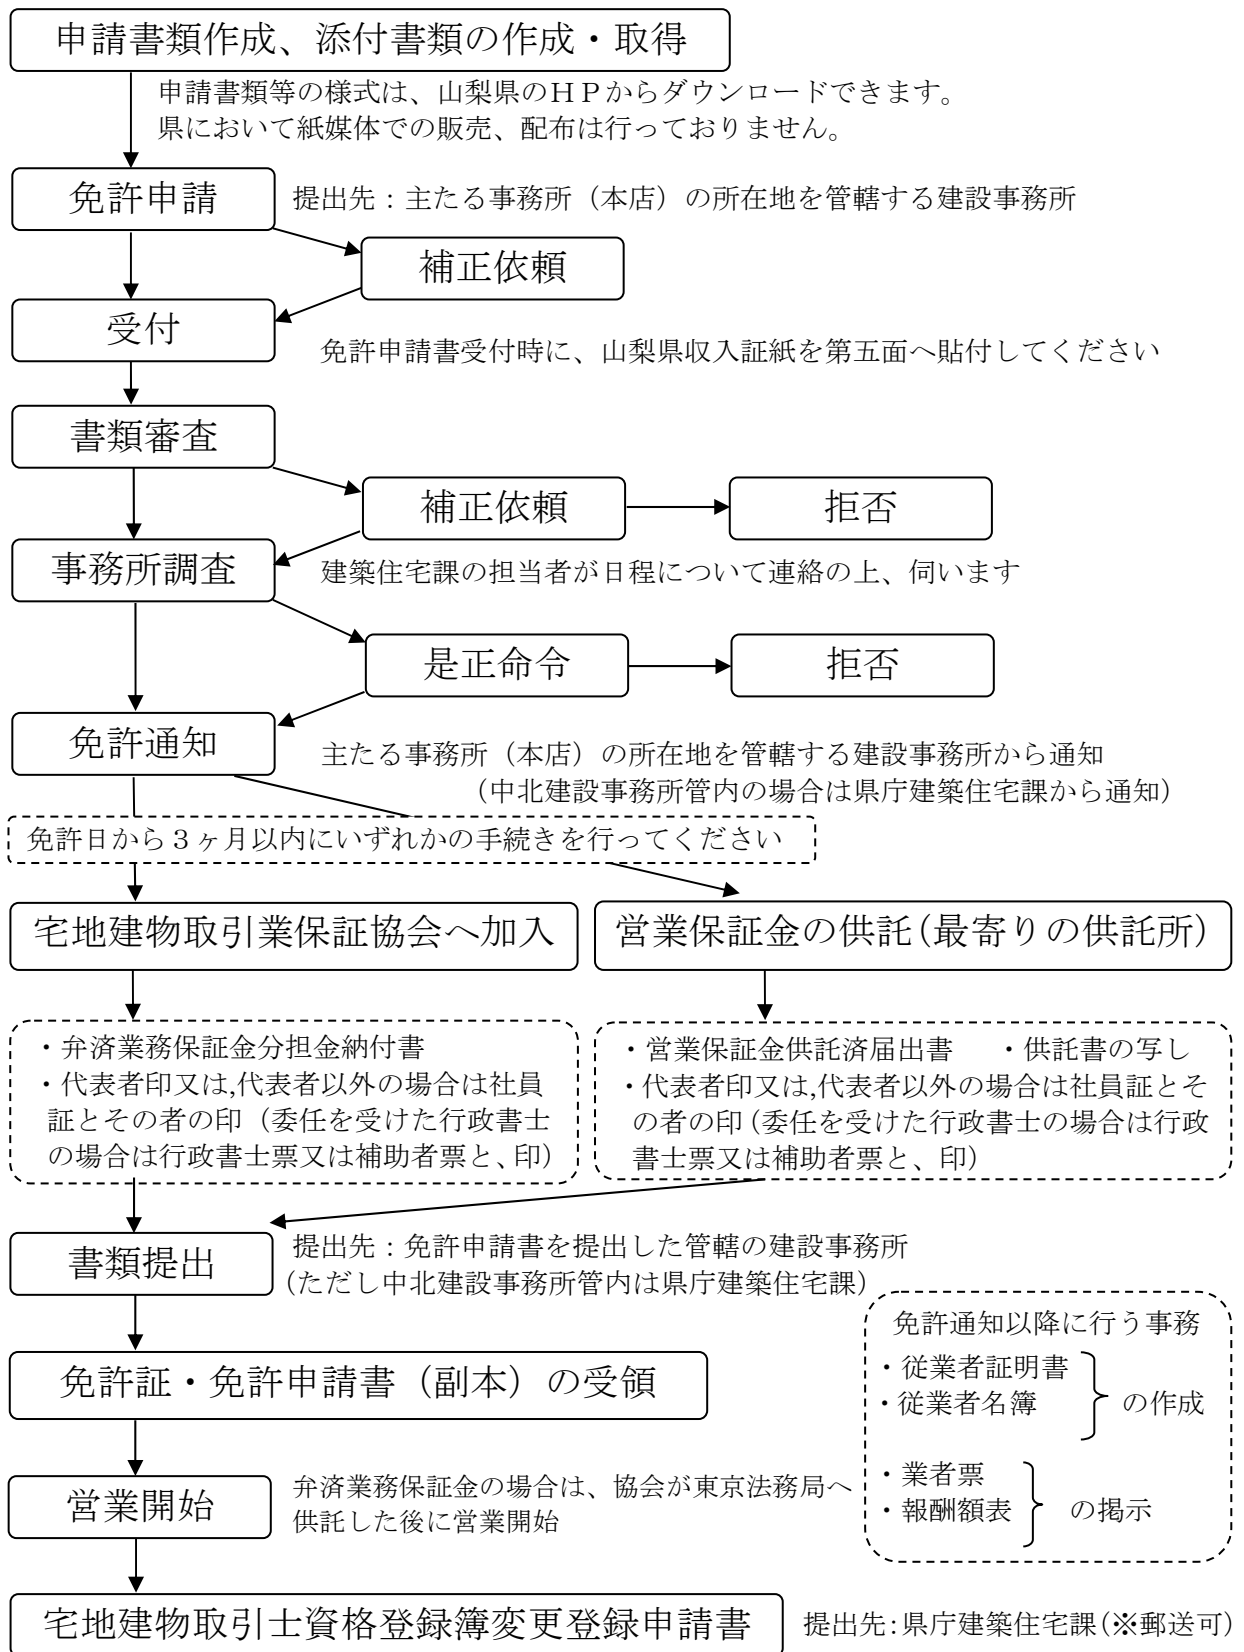 申請書類作成、添付書類の作成・取得
申請書類等の様式は、山梨県のＨＰからダウンロードできます。
県において紙媒体での販売、配布は行っておりません。
免許申請
提出先：主たる事務所（本店）の所在地を管轄する建設事務所
補正依頼
受付
免許申請書受付時に、山梨県収入証紙を第五面へ貼付してください
書類審査
補正依頼
拒否
事務所調査
建築住宅課の担当者が日程について連絡の上、伺います
是正命令
拒否
免許通知
主たる事務所（本店）の所在地を管轄する建設事務所から通知
（中北建設事務所管内の場合は県庁建築住宅課から通知）
免許日から３ヶ月以内にいずれかの手続きを行ってください
宅地建物取引業保証協会へ加入
営業保証金の供託（最寄りの供託所）
・弁済業務保証金分担金納付書
・代表者印又は,代表者以外の場合は社員
証とその者の印（委任を受けた行政書士
の場合は行政書士票又は補助者票と、印）
・営業保証金供託済届出書　・供託書の写し
・代表者印又は,代表者以外の場合は社員証とそ
の者の印（委任を受けた行政書士の場合は行政
書士票又は補助者票と、印）
書類提出
提出先：免許申請書を提出した管轄の建設事務所
（ただし中北建設事務所管内は県庁建築住宅課）
免許証・免許申請書（副本）の受領
免許通知以降に行う事務
・従業者証明書
・従業者名簿
の作成
・業者票
・報酬額表
の掲示
営業開始
弁済業務保証金の場合は、協会が東京法務局へ
供託した後に営業開始
宅地建物取引士資格登録簿変更登録申請書
提出先：県庁建築住宅課（※郵送可）